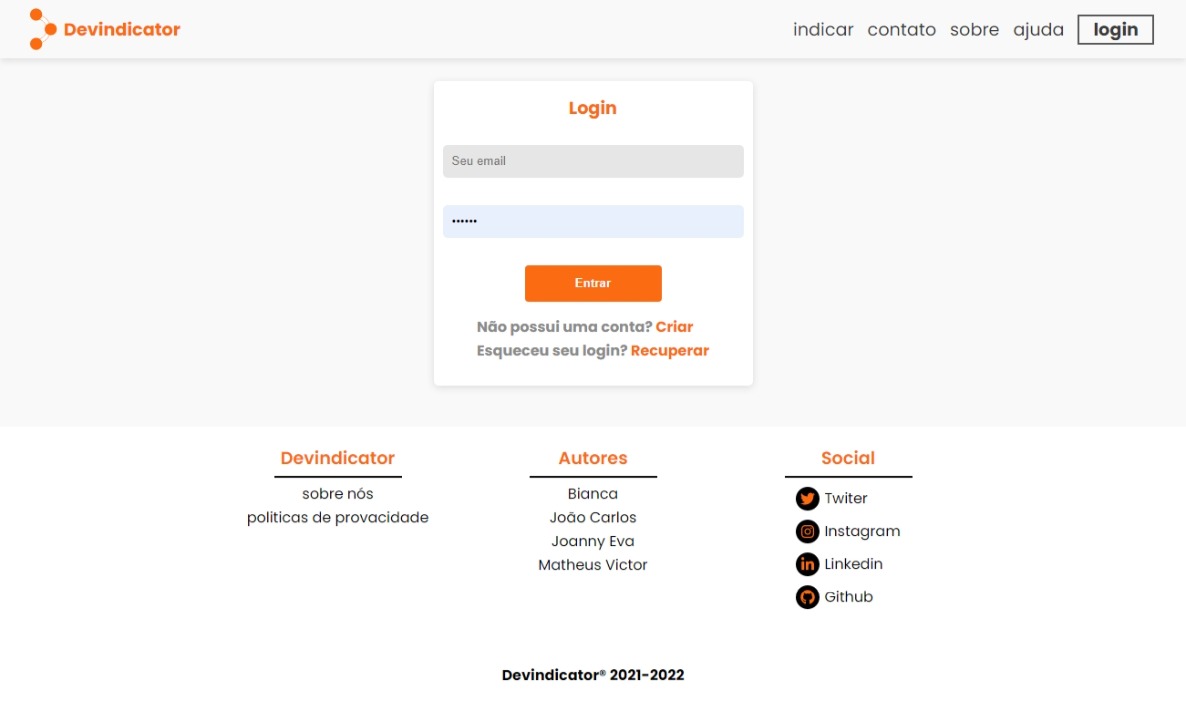 Devindicator
indicar contato sobre ajuda login
Login
Seu email
••••••
Entrar
Não possui uma conta? Criar
Esqueceu seu login? Recuperar
Devindicator
sobre nós
politicas de provacidade
Autores
Bianca
João Carlos
Joanny Eva
Matheus Victor
Social
Twiter
Instagram
Linkedin
Github
Devindicator® 2021-2022